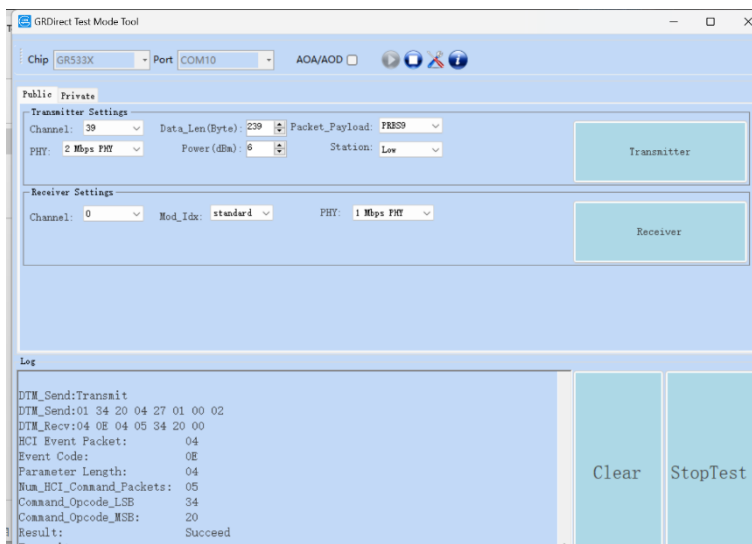 GRDirect Test Mode Tool
Chip GR533X Port COM10 AOA/AOD
Public Private
Transmitter Settings
Channel: 39 Data_Len(Byte): 239 Packet_Payload: PRBS9
PHY: 2 Mbps PHY Power(dBm): 6 Station: Low
Transmitter
Receiver Settings
Channel: 0 Mod_Idx: standard PHY: 1 Mbps PHY
Receiver
Log
DTM_Send:Transmit
DTM_Send:01 34 20 04 27 01 00 02
DTM_Recv:04 0E 04 05 34 20 00
HCI Event Packet: 04
Event Code: 0E
Parameter Length: 04
Num_HCI_Command_Packets: 05
Command_Opcode_LSB 34
Command_Opcode_MSB: 20
Result: Succeed
Clear StopTest